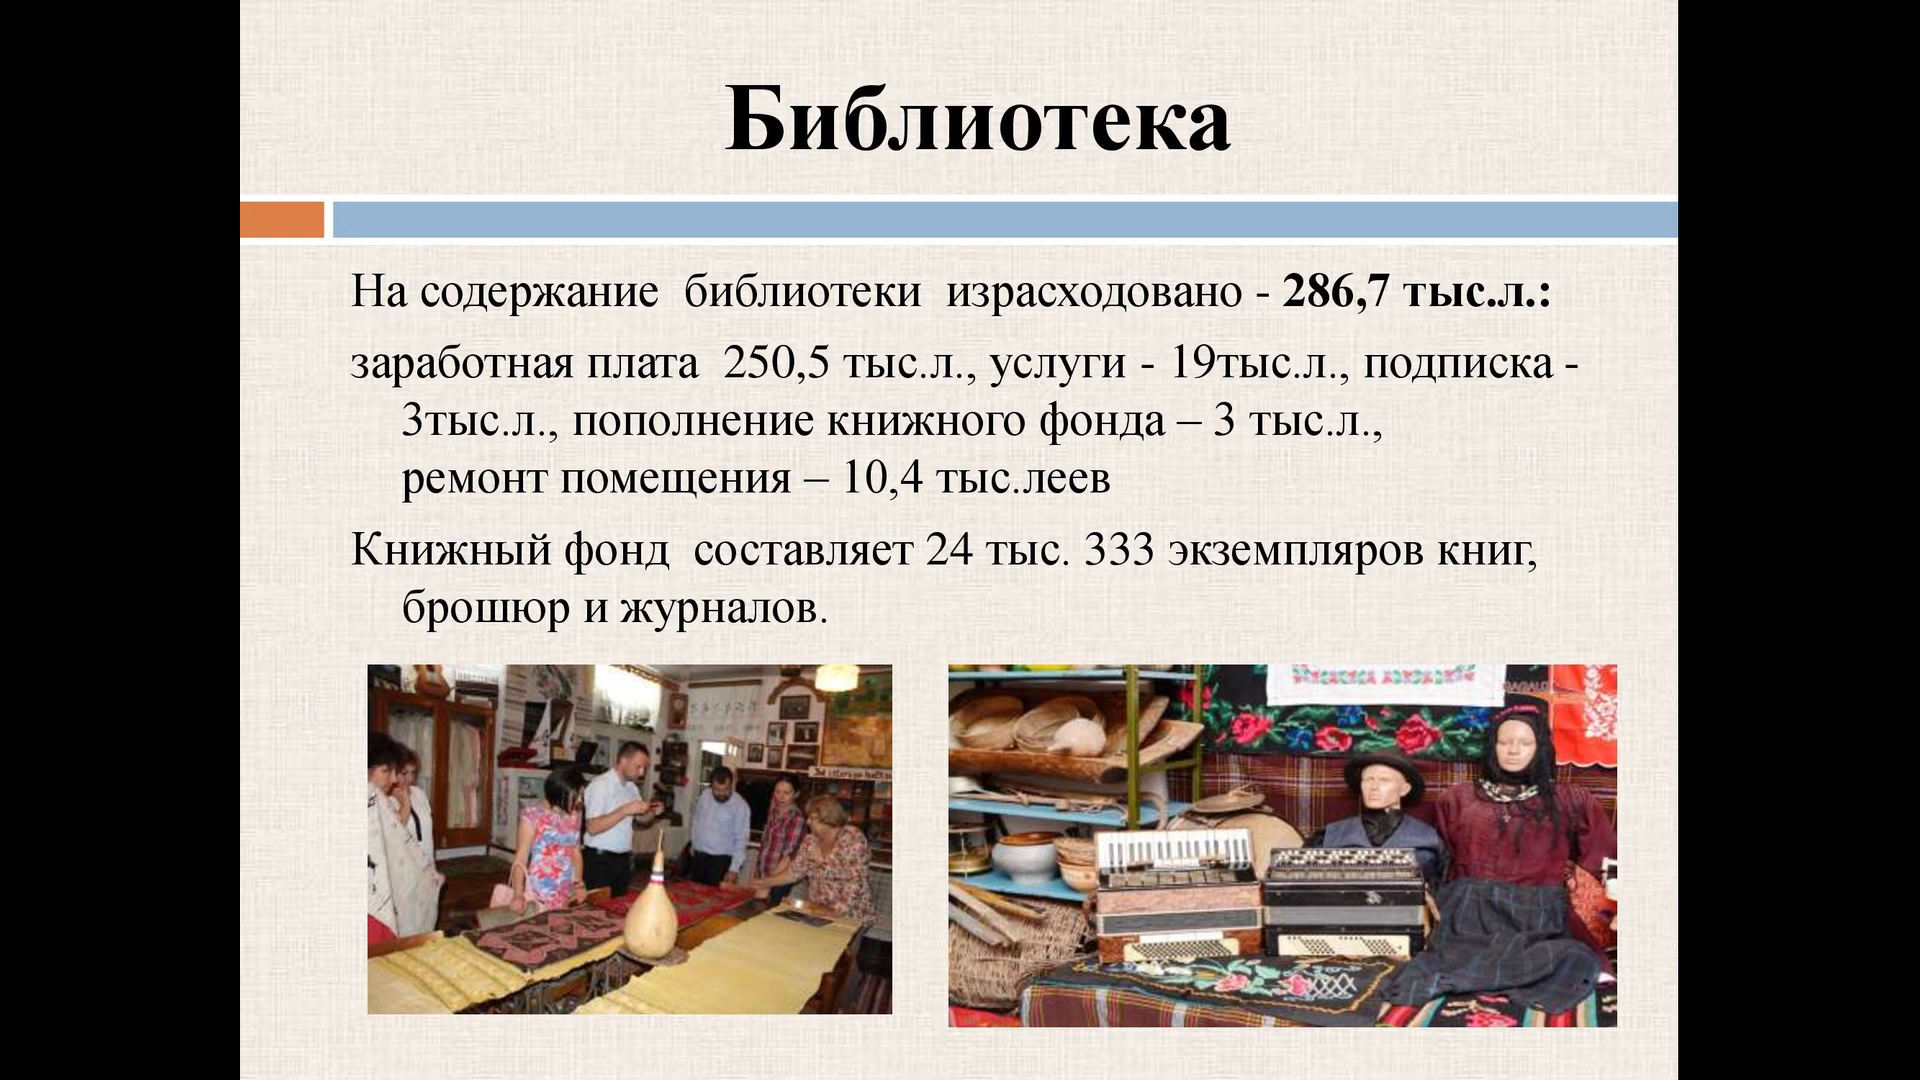 Библиотека
На содержание библиотеки израсходовано - 286,7 тыс.л.:
заработная плата 250,5 тыс.л., услуги - 19тыс.л., подписка -
3тыс.л., пополнение книжного фонда – 3 тыс.л.,
ремонт помещения – 10,4 тыс.леев
Книжный фонд составляет 24 тыс. 333 экземпляров книг,
брошюр и журналов.